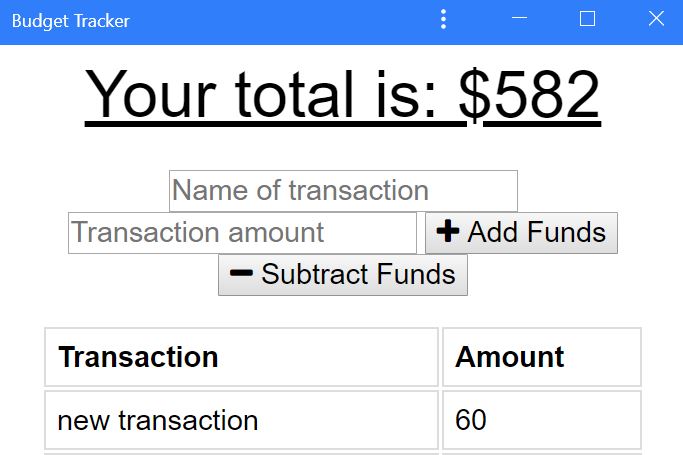 Budget Tracker
Your total is: $582
Name of transaction
Transaction amount Add Funds
Subtract Funds
Transaction Amount
new transaction 60